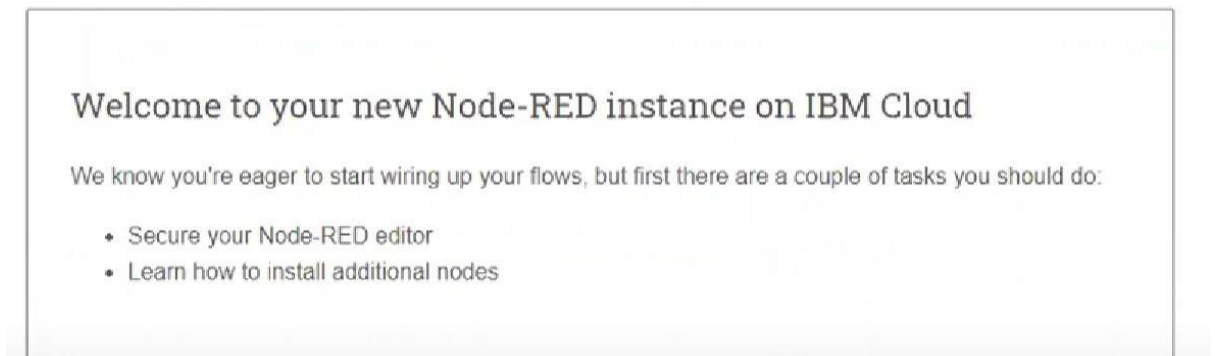 Welcome to your new Node-RED instance on IBM Cloud
We know you're eager to start wiring up your flows, but first there are a couple of tasks you should do:
• Secure your Node-RED editor
• Learn how to install additional nodes